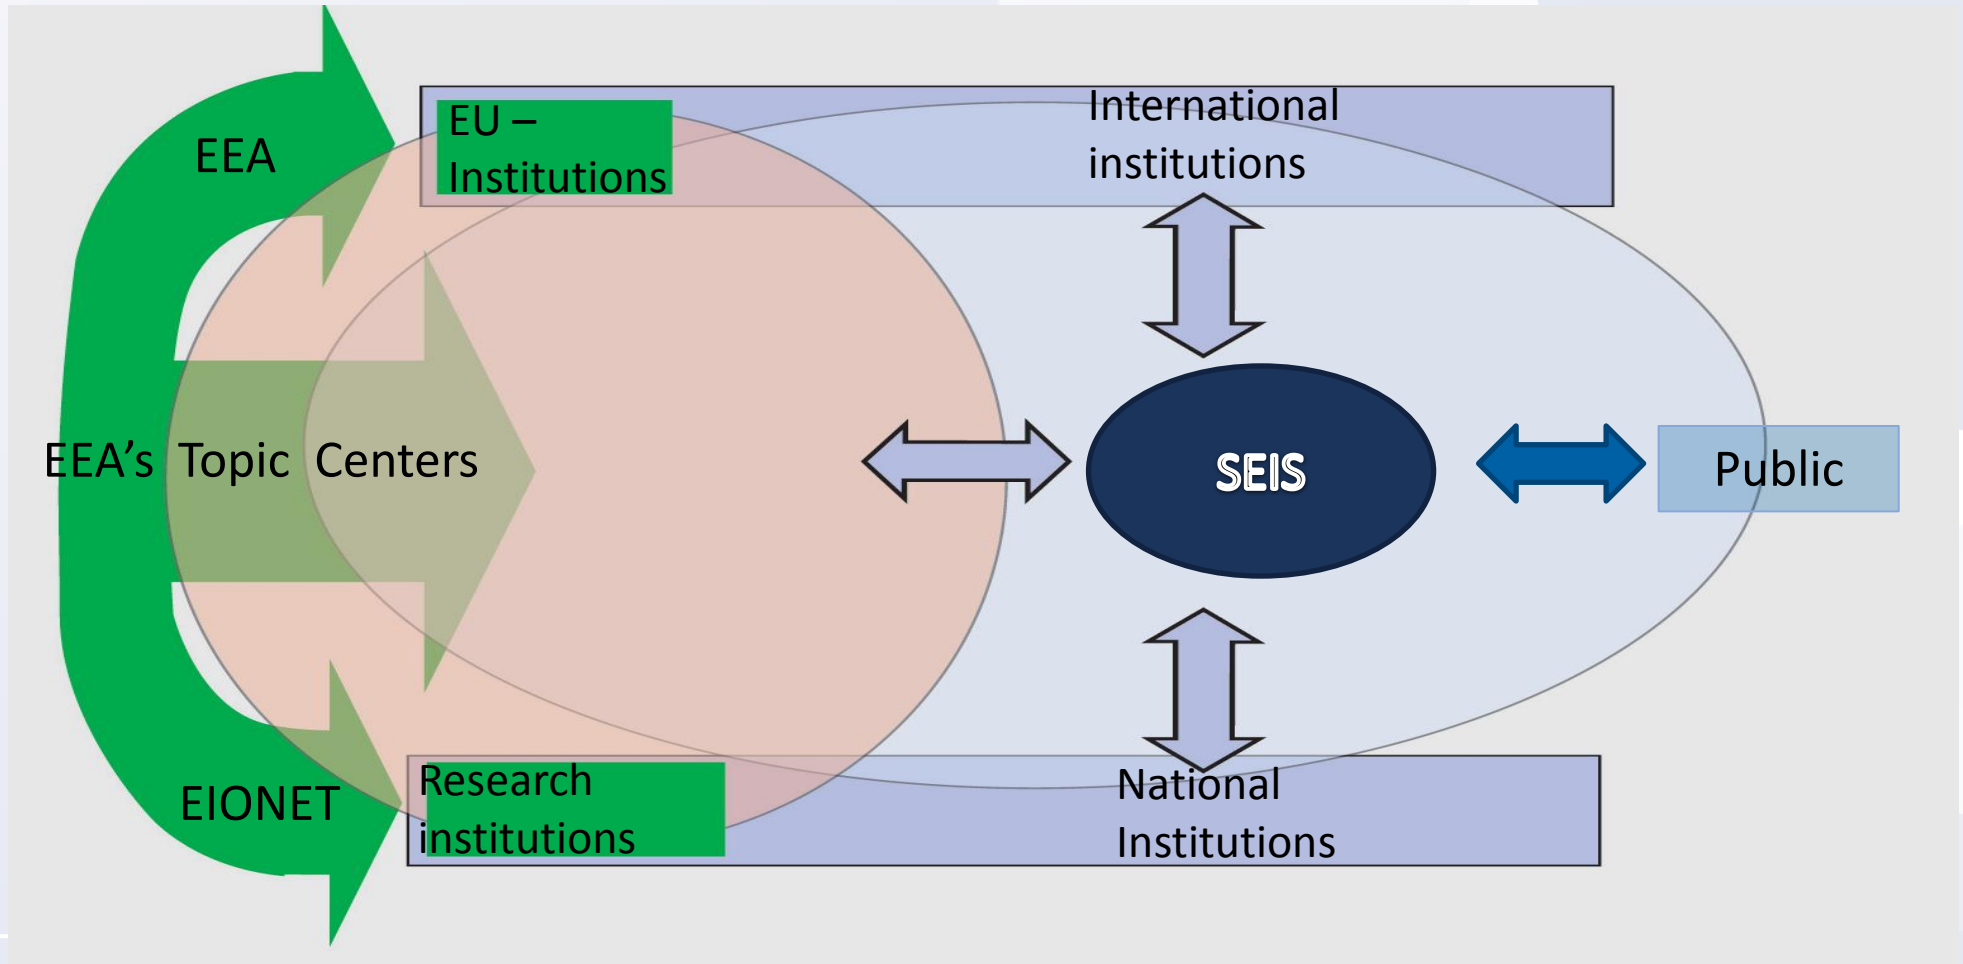 EEA
EU –
Institutions
International
institutions
EEA’s Topic Centers
SEIS
Public
EIONET
Research
institutions
National
Institutions